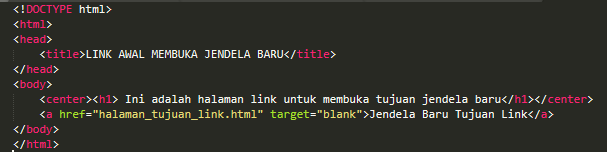 <!DOCTYPE html>
<html>
<head>
    <title>LINK AWAL MEMBUKA JENDELA BARU</title>
</head>
<body>
    <center><h1> Ini adalah halaman link untuk membuka tujuan jendela baru</h1></center>
    <a href="halaman_tujuan_link.html" target="blank">Jendela Baru Tujuan Link</a>
</body>
</html>